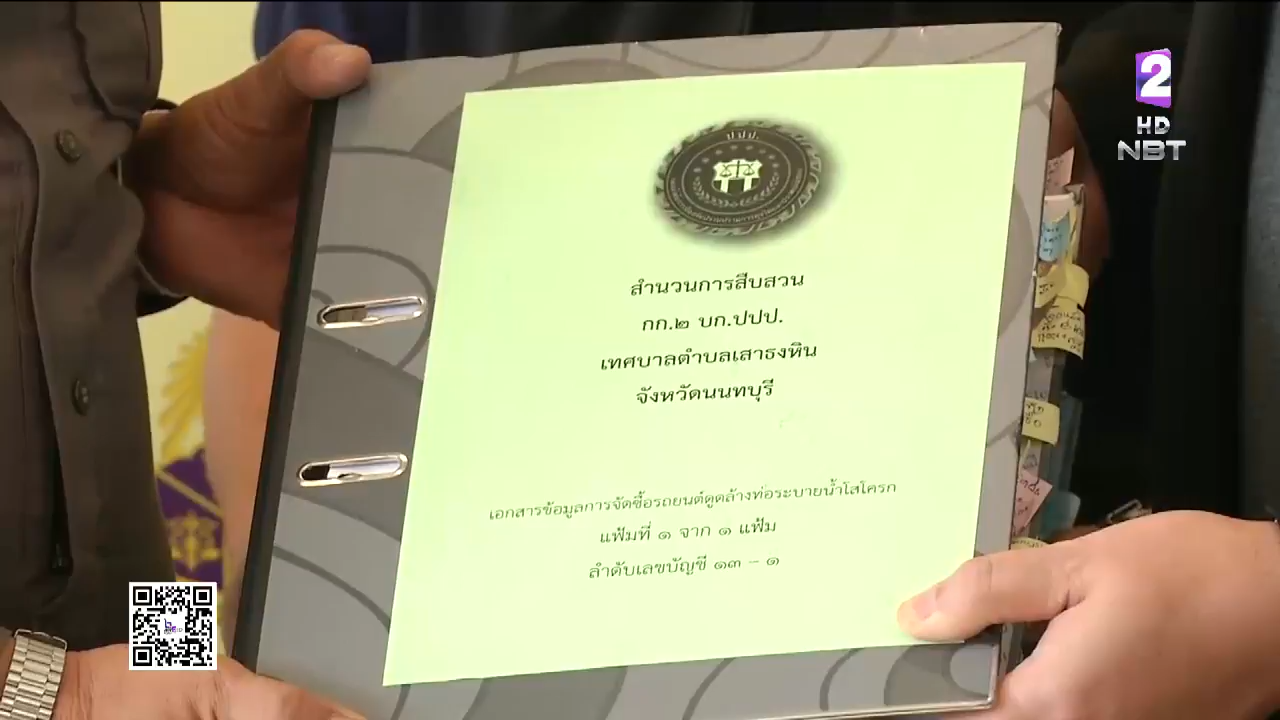 2
HD
NBT
ป ป ป.
สำนวนการสืบสวน
กก.๒ บก.ปปป.
เทศบาลตำบลเสาธงหิน
จังหวัดนนทบุรี
เอกสารข้อมูลการจัดซื้อรถยนต์ดูดล้างท่อระบายน้ำโสโครก
แฟ้มที่ ๑ จาก ๑ แฟ้ม
ลำดับเลขบัญชี ๑๓ – ๑